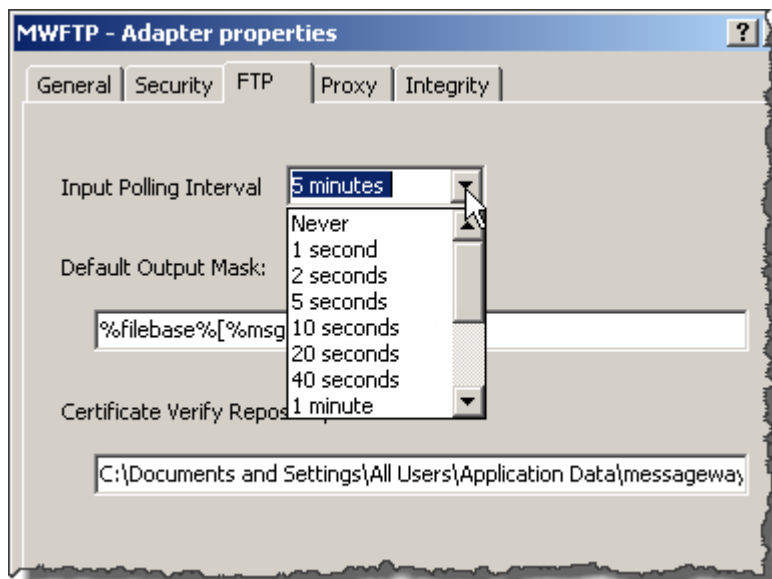 MWFTP - Adapter properties
?
General Security FTP Proxy Integrity
Input Polling Interval 5 minutes
Never
1 second
2 seconds
5 seconds
10 seconds
20 seconds
40 seconds
1 minute
Default Output Mask:
%filebase%[%msg
Certificate Verify Repos
C:\Documents and Settings\All Users\Application Data\messageway